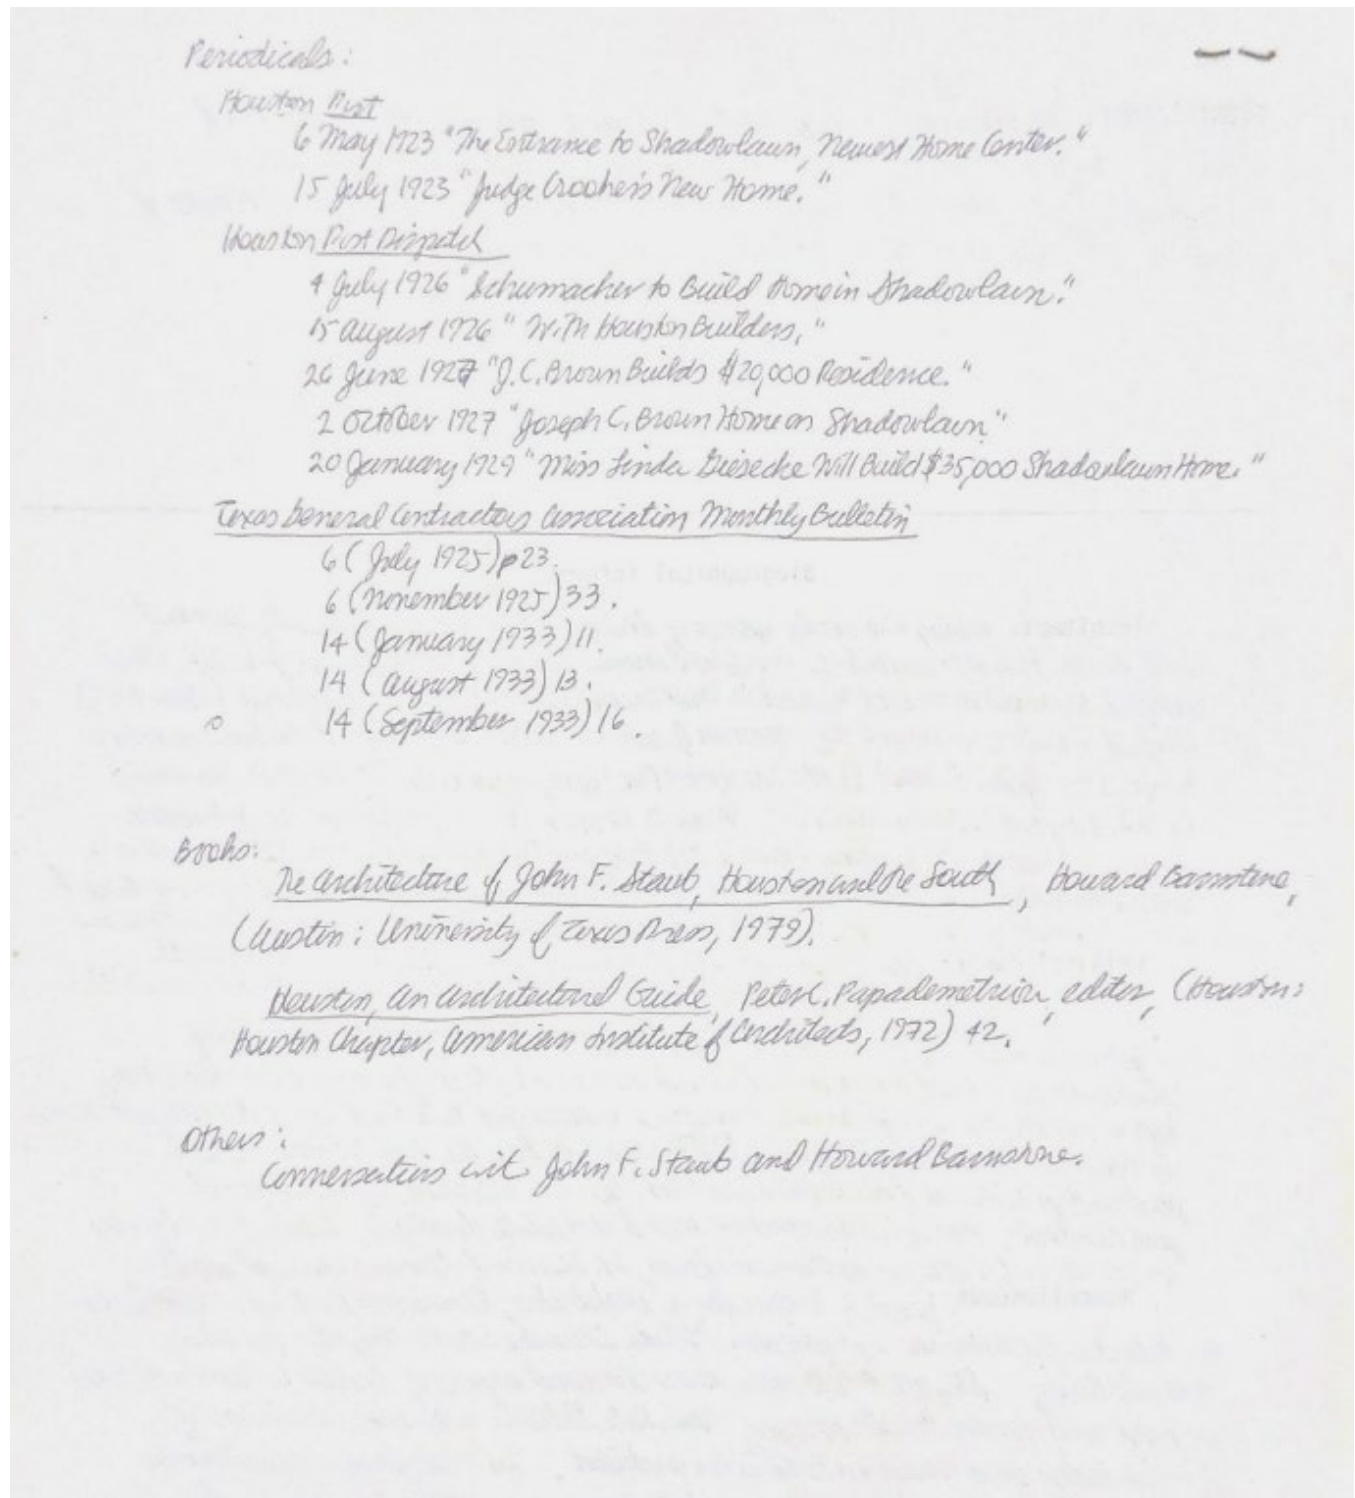 Periodicals:
Houston Post
6 May 1923 "The Entrance to Shadowlawn, Newest Home Center."
15 July 1923 "Judge Crooker's New Home."
Houston Post Dispatch
4 July 1926 "Schumacher to Build Home in Shadowlawn."
15 August 1926 "With Houston Builders,"
26 June 1927 "J.C. Brown Builds $20,000 Residence."
2 October 1927 "Joseph C. Brown Home on Shadowlawn"
20 January 1929 "Miss Linda Giesecke Will Build $35,000 Shadowlawn Home."
Texas General Contractors Association Monthly Bulletin
6 (July 1925) p 23.
6 (November 1925) 33.
14 (January 1933) 11.
14 (August 1933) 13.
14 (September 1933) 16.
Books:
The Architecture of John F. Staub, Houston and the South, Howard Barnstone,
(Austin: University of Texas Press, 1979).
Houston, An Architectural Guide, Peter C. Papademetriou, editor, (Houston:
Houston Chapter, American Institute of Architects, 1972) 42.
Others:
Conversations with John F. Staub and Howard Barnstone.